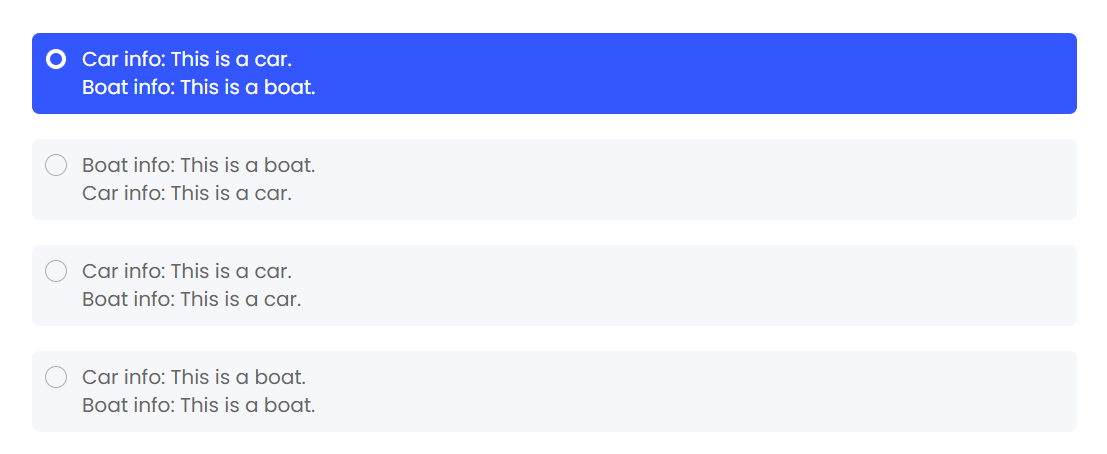 Car info: This is a car.
Boat info: This is a boat.
Boat info: This is a boat.
Car info: This is a car.
Car info: This is a car.
Boat info: This is a car.
Car info: This is a boat.
Boat info: This is a boat.